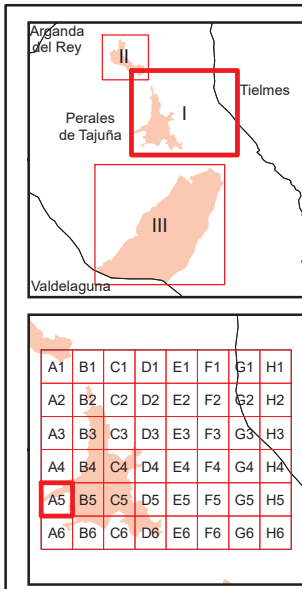 Arganda
del Rey
II
Tielmes
I
Perales
de Tajuña
III
Valdelaguna
A1 B1 C1 D1 E1 F1 G1 H1
A2 B2 C2 D2 E2 F2 G2 H2
A3 B3 C3 D3 E3 F3 G3 H3
A4 B4 C4 D4 E4 F4 G4 H4
A5 B5 C5 D5 E5 F5 G5 H5
A6 B6 C6 D6 E6 F6 G6 H6